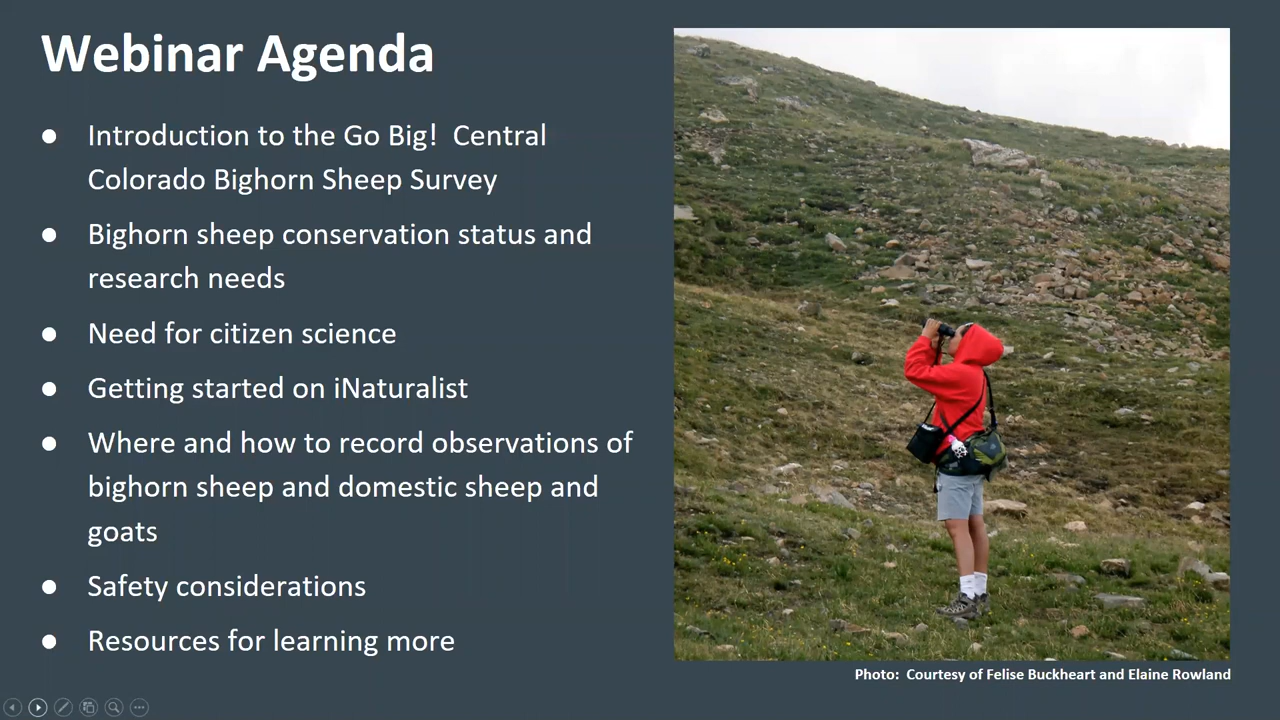 Webinar Agenda
● Introduction to the Go Big!  Central
Colorado Bighorn Sheep Survey
● Bighorn sheep conservation status and
research needs
● Need for citizen science
● Getting started on iNaturalist
● Where and how to record observations of
bighorn sheep and domestic sheep and
goats
● Safety considerations
● Resources for learning more
Photo:  Courtesy of Felise Buckheart and Elaine Rowland